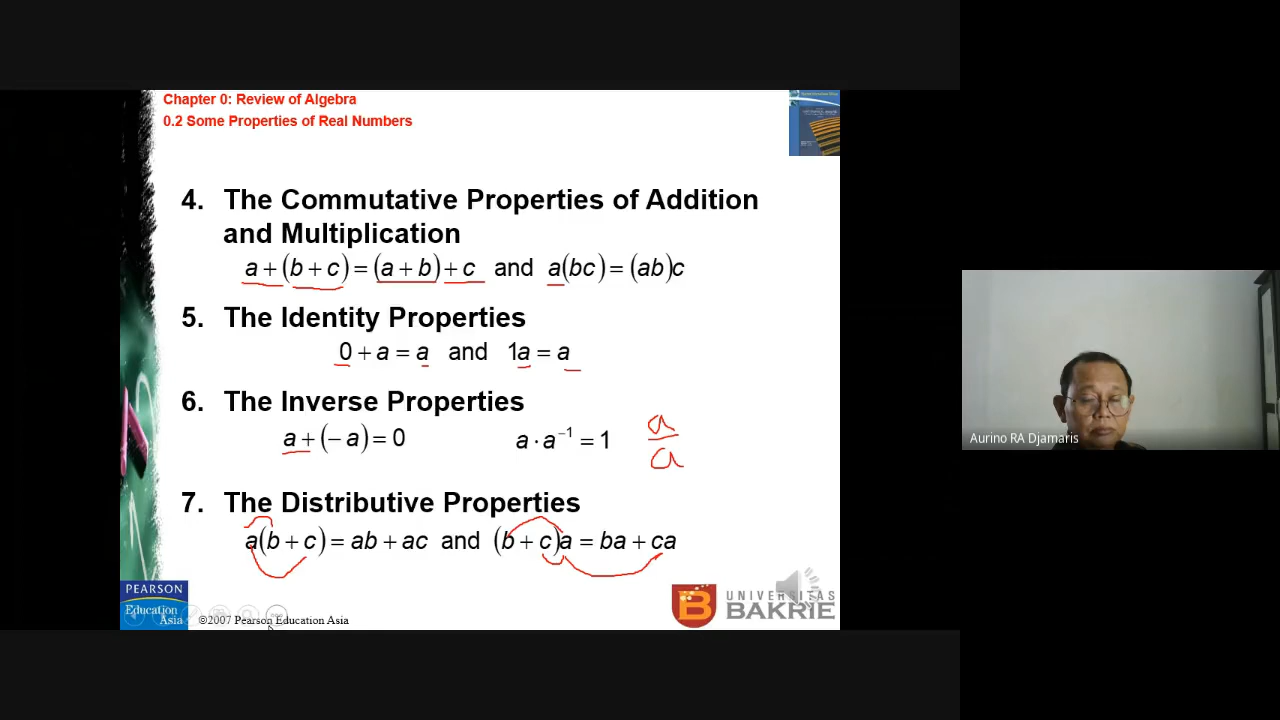 Chapter 0: Review of Algebra
0.2 Some Properties of Real Numbers
4. The Commutative Properties of Addition
and Multiplication
a + (b + c) = (a + b) + c and a(bc) = (ab)c
5. The Identity Properties
0 + a = a and 1a = a
6. The Inverse Properties
a + (− a) = 0 a · a⁻¹ = 1 a/a
7. The Distributive Properties
a(b + c) = ab + ac and (b + c)a = ba + ca
PEARSON
Education
Asia
©2007 Pearson Education Asia
UNIVERSITAS
BAKRIE
Aurino RA Djamaris